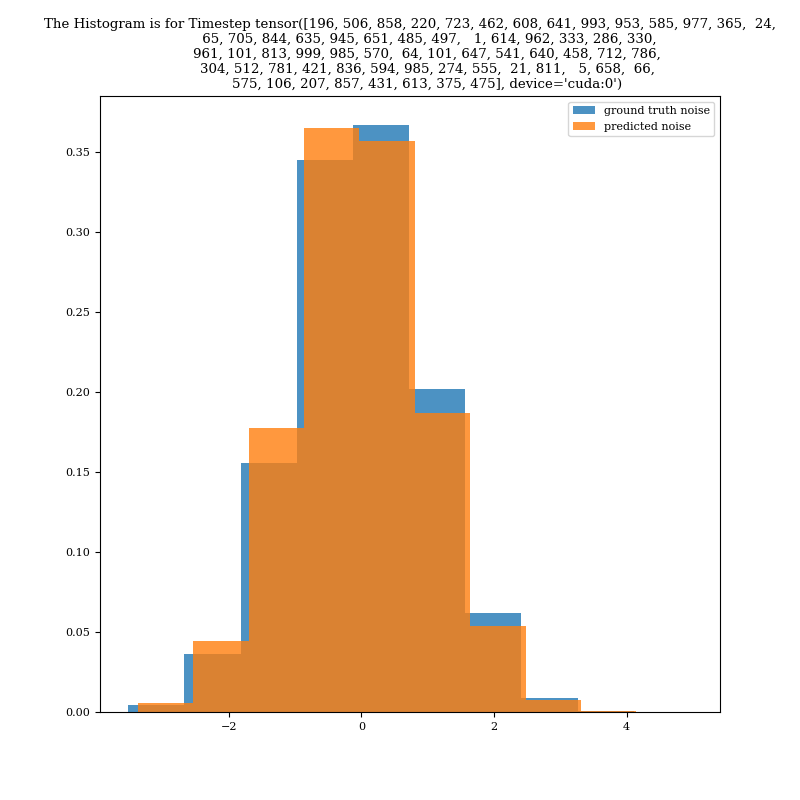 The Histogram is for Timestep tensor([196, 506, 858, 220, 723, 462, 608, 641, 993, 953, 585, 977, 365,  24,
65, 705, 844, 635, 945, 651, 485, 497,   1, 614, 962, 333, 286, 330,
961, 101, 813, 999, 985, 570,  64, 101, 647, 541, 640, 458, 712, 786,
304, 512, 781, 421, 836, 594, 985, 274, 555,  21, 811,   5, 658,  66,
575, 106, 207, 857, 431, 613, 375, 475], device='cuda:0')
ground truth noise
predicted noise
0.35
0.30
0.25
0.20
0.15
0.10
0.05
0.00
−2
0
2
4